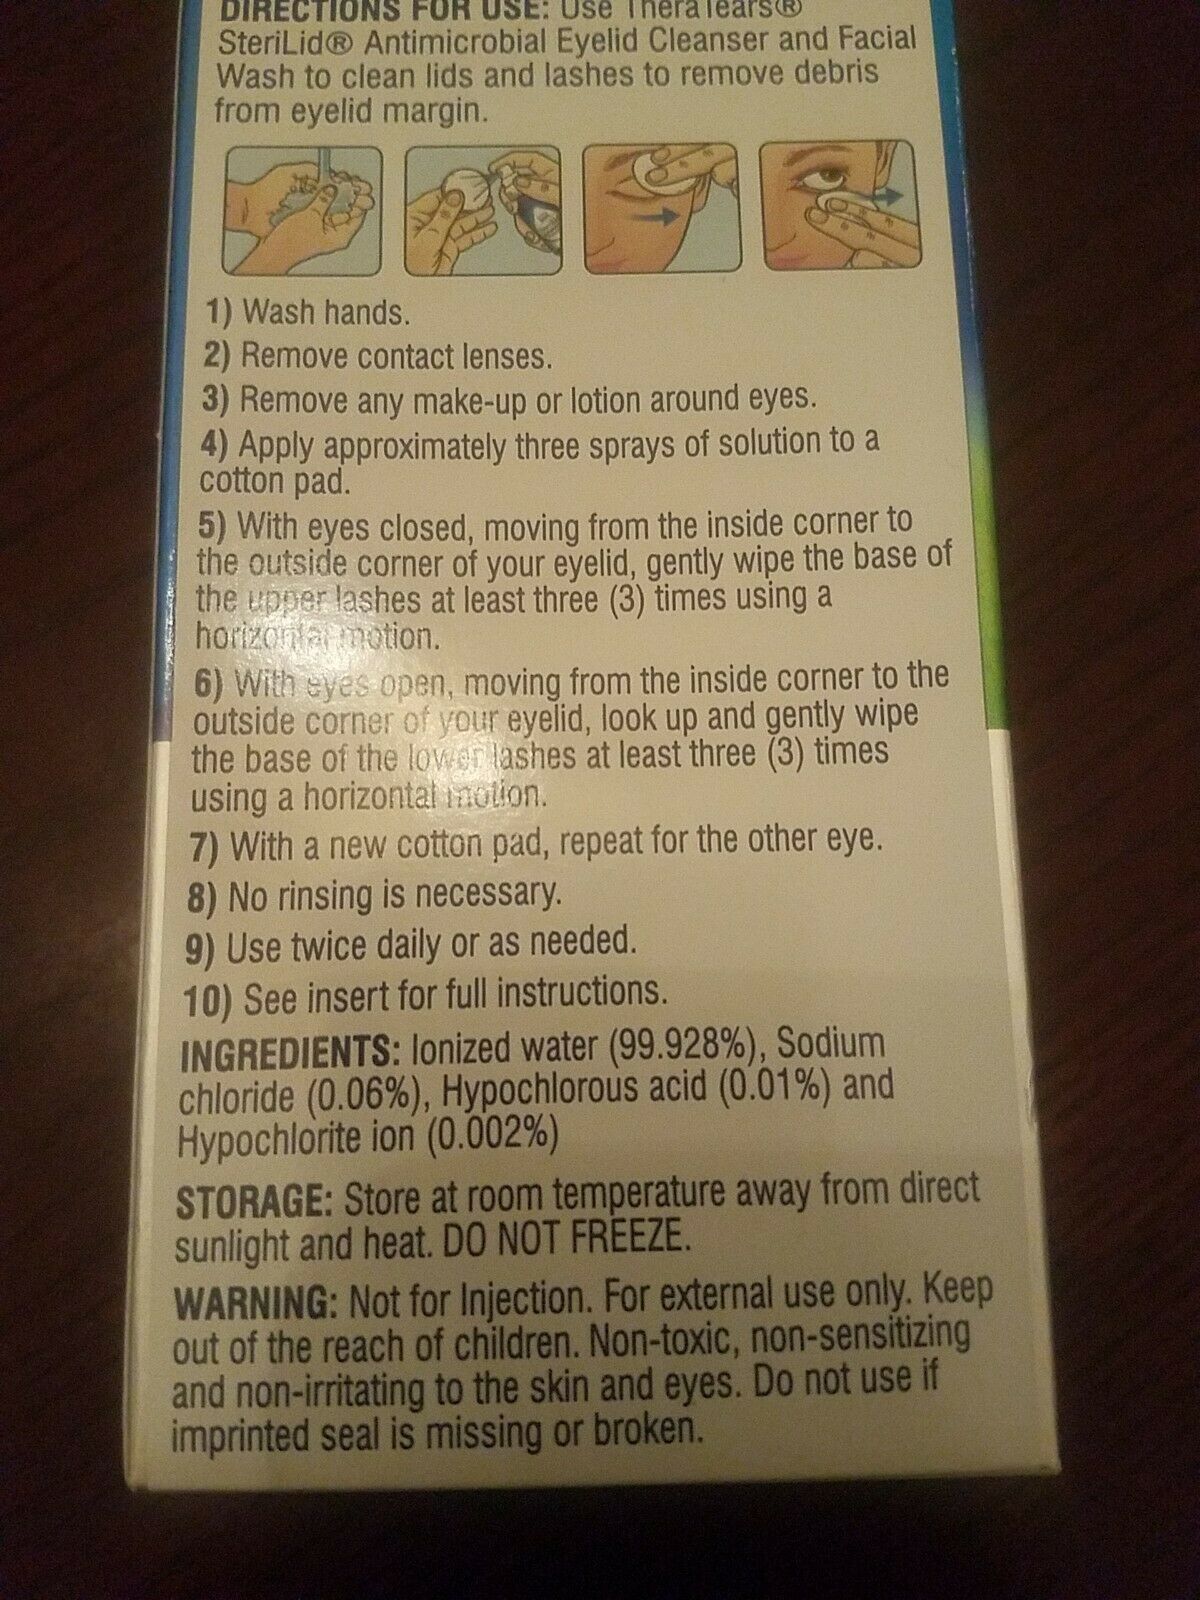 DIRECTIONS FOR USE: Use TheraTears®
SteriLid® Antimicrobial Eyelid Cleanser and Facial
Wash to clean lids and lashes to remove debris
from eyelid margin.
1) Wash hands.
2) Remove contact lenses.
3) Remove any make-up or lotion around eyes.
4) Apply approximately three sprays of solution to a
cotton pad.
5) With eyes closed, moving from the inside corner to
the outside corner of your eyelid, gently wipe the base of
the upper lashes at least three (3) times using a
horizontal motion.
6) With eyes open, moving from the inside corner to the
outside corner of your eyelid, look up and gently wipe
the base of the lower lashes at least three (3) times
using a horizontal motion.
7) With a new cotton pad, repeat for the other eye.
8) No rinsing is necessary.
9) Use twice daily or as needed.
10) See insert for full instructions.
INGREDIENTS: Ionized water (99.928%), Sodium
chloride (0.06%), Hypochlorous acid (0.01%) and
Hypochlorite ion (0.002%)
STORAGE: Store at room temperature away from direct
sunlight and heat. DO NOT FREEZE.
WARNING: Not for Injection. For external use only. Keep
out of the reach of children. Non-toxic, non-sensitizing
and non-irritating to the skin and eyes. Do not use if
imprinted seal is missing or broken.